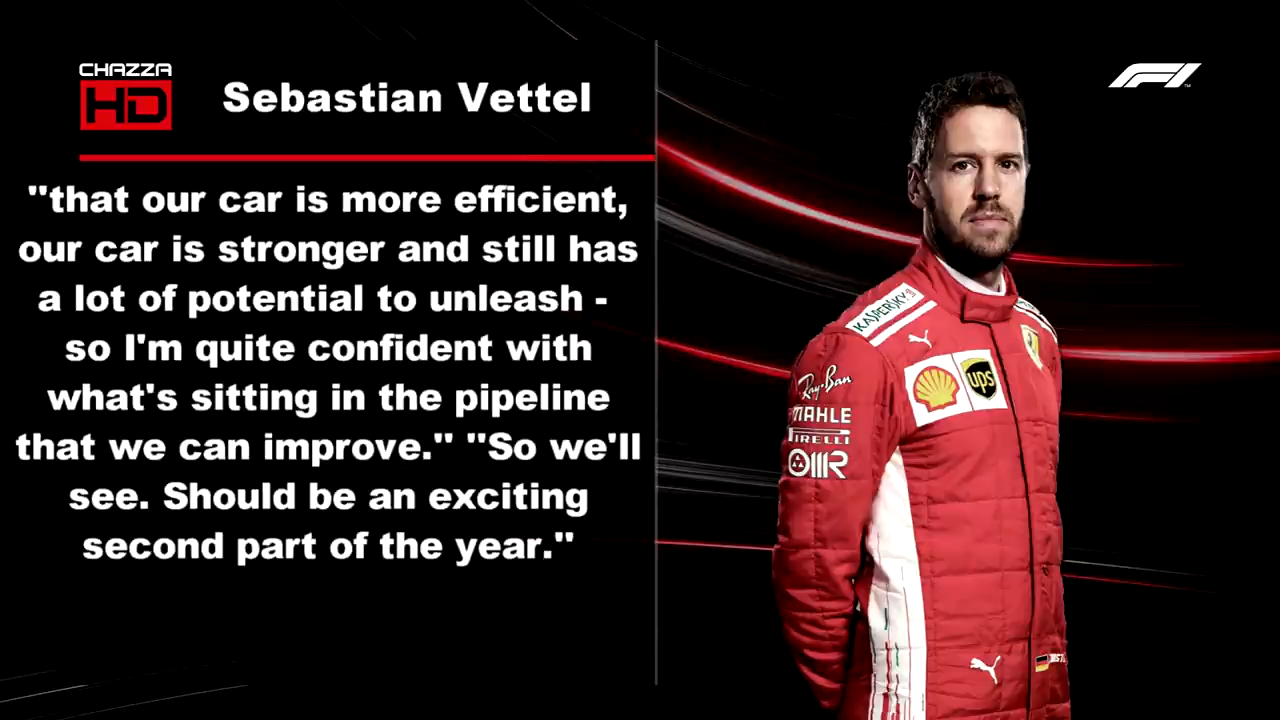 CHAZZA
HD
Sebastian Vettel
F1
"that our car is more efficient,
our car is stronger and still has
a lot of potential to unleash -
so I'm quite confident with
what's sitting in the pipeline
that we can improve." "So we'll
see. Should be an exciting
second part of the year."
KASPERSKY
Ray-Ban
MAHLE
PIRELLI
OMR
ups